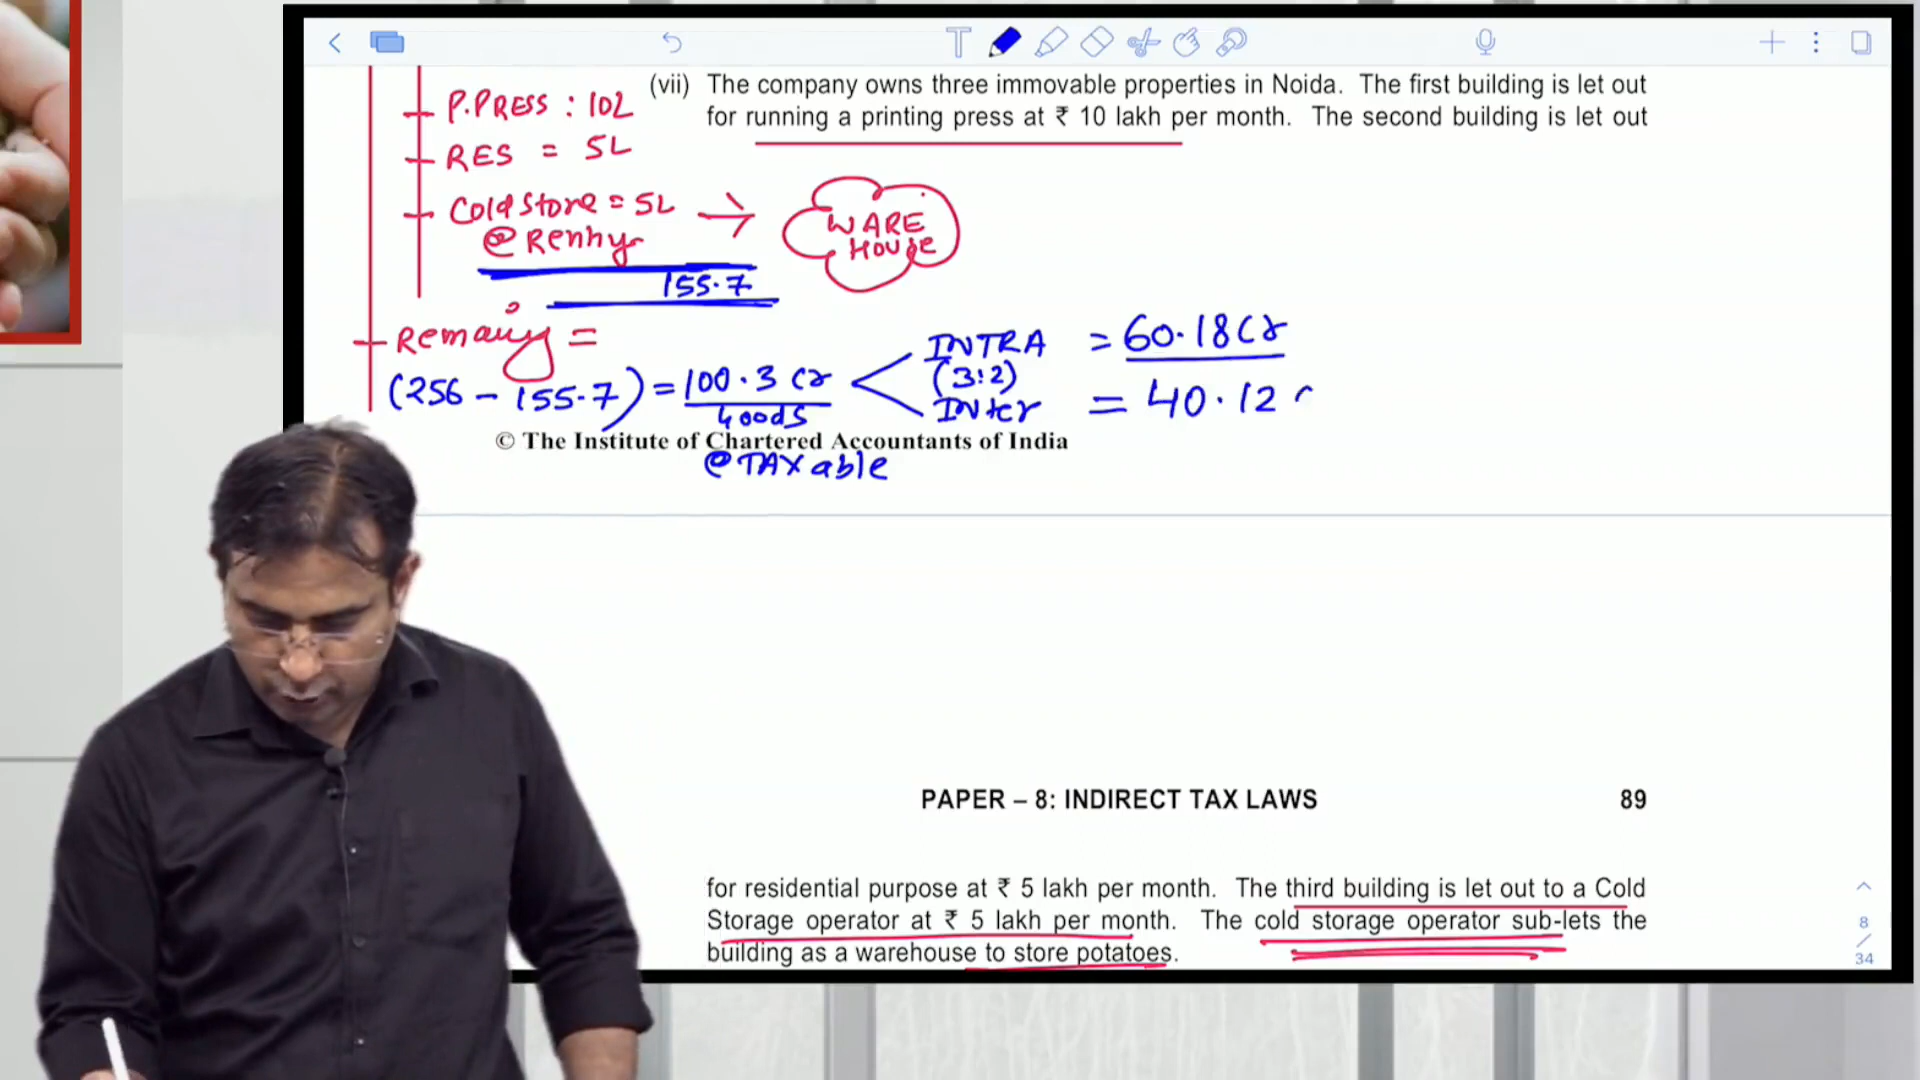 (vii) The company owns three immovable properties in Noida. The first building is let out
for running a printing press at ₹ 10 lakh per month. The second building is let out
P.PRESS : 10L
RES = 5L
Cold Store = 5L → WARE HOUSE
@Renhy
155.7
Remaing =
(256 - 155.7) = 100.3 Cr
Goods
@TAXable
INTRA = 60.18 Cr
(3:2)
INter = 40.12
© The Institute of Chartered Accountants of India
PAPER – 8: INDIRECT TAX LAWS 89
for residential purpose at ₹ 5 lakh per month. The third building is let out to a Cold
Storage operator at ₹ 5 lakh per month. The cold storage operator sub-lets the
building as a warehouse to store potatoes.
8
/
34